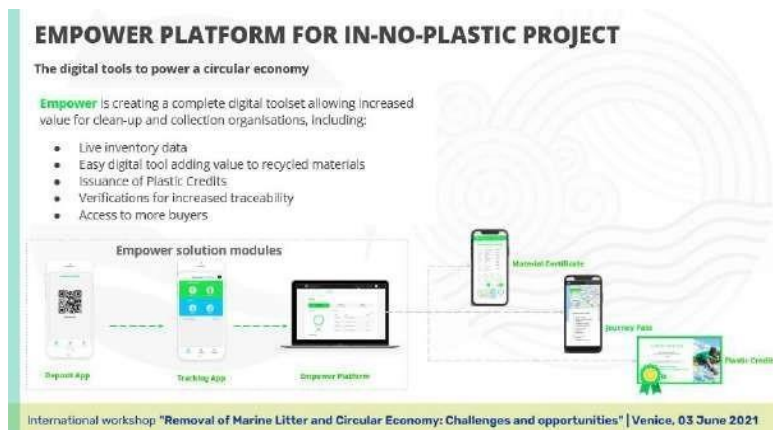 EMPOWER PLATFORM FOR IN-NO-PLASTIC PROJECT
The digital tools to power a circular economy
Empower is creating a complete digital toolset allowing increased
value for clean-up and collection organisations, including:
● Live inventory data
● Easy digital tool adding value to recycled materials
● Issuance of Plastic Credits
● Verifications for increased traceability
● Access to more buyers
Empower solution modules
Material Certificate
Journey Pass
Plastic Credit
Deposit App
Tracking App
Empower Platform
International workshop "Removal of Marine Litter and Circular Economy: Challenges and opportunities" | Venice, 03 June 2021